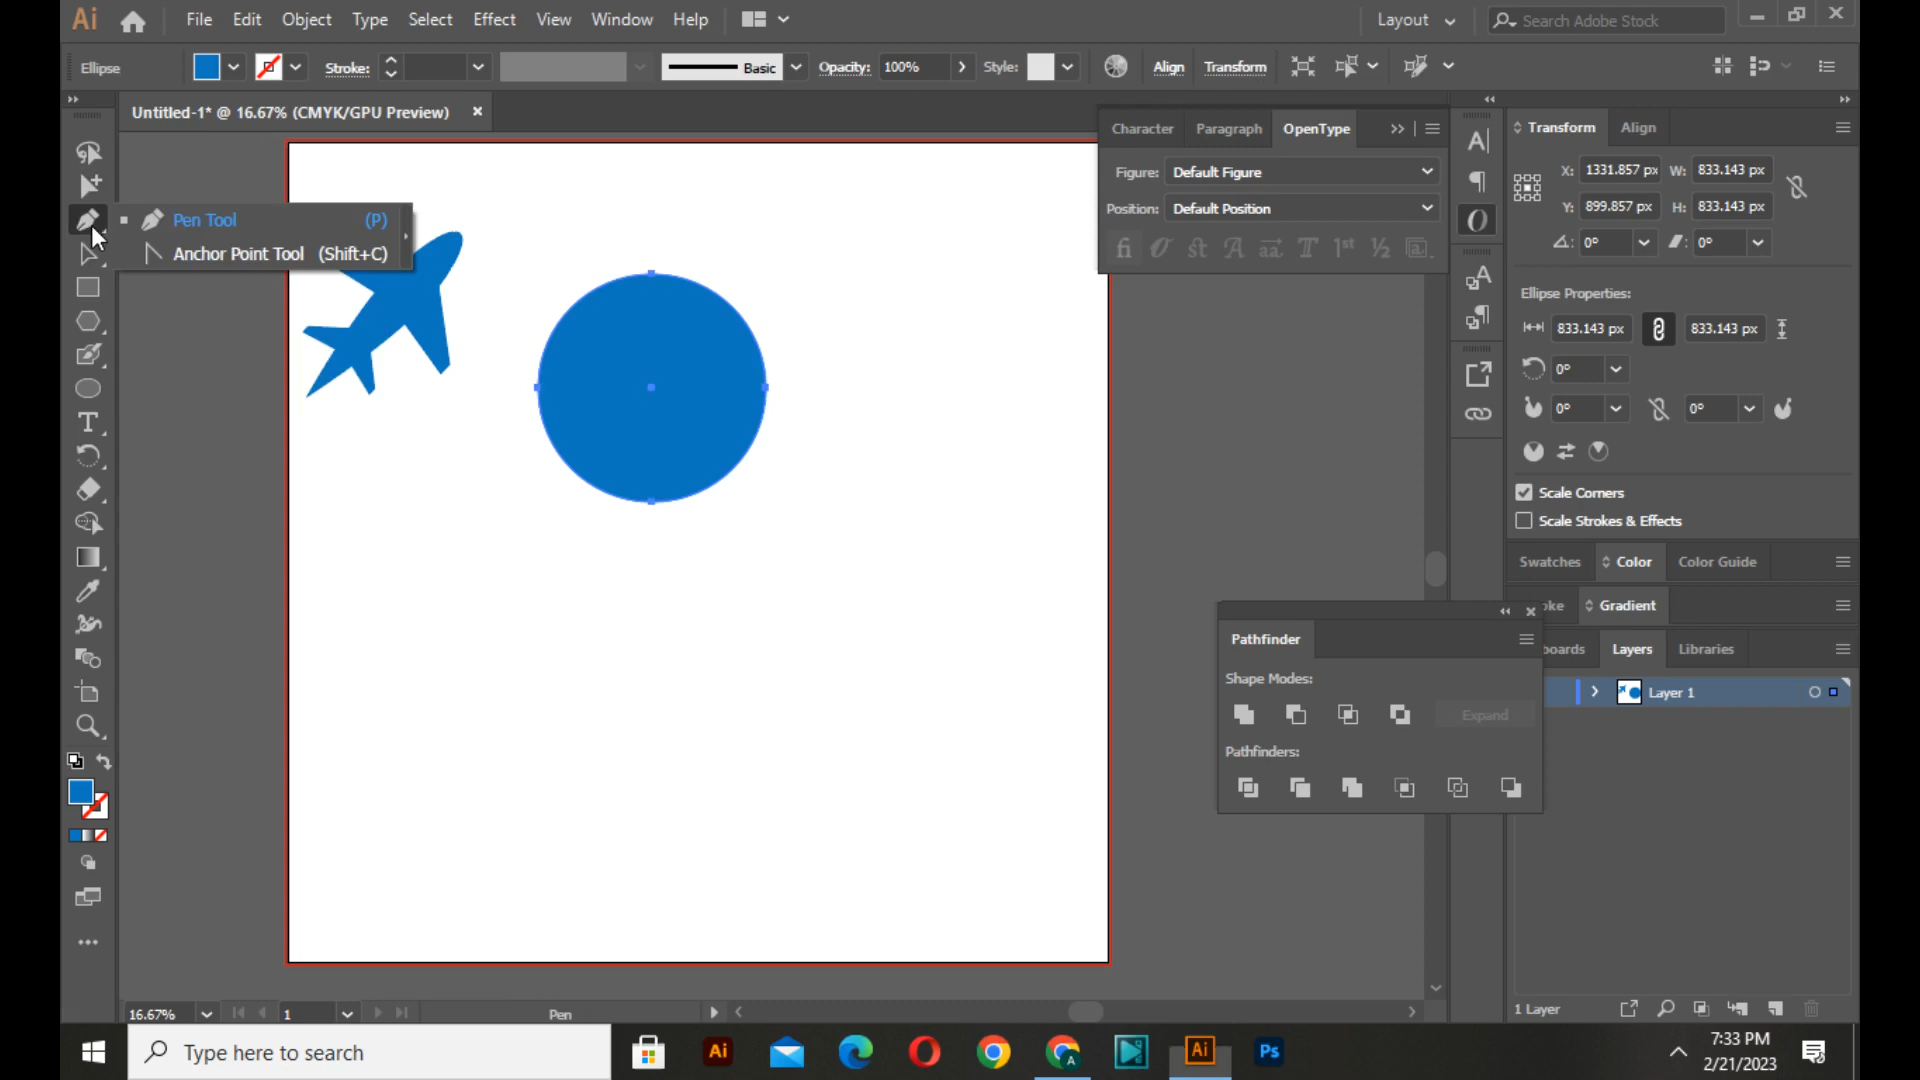 Ai File Edit Object Type Select Effect View Window Help Layout Search Adobe Stock
Ellipse Stroke: Basic Opacity: 100% Style: Align Transform
Untitled-1* @ 16.67% (CMYK/GPU Preview)
Pen Tool (P)
Anchor Point Tool (Shift+C)
Character Paragraph OpenType
Figure: Default Figure
Position: Default Position
Transform Align
X: 1331.857 px W: 833.143 px
Y: 899.857 px H: 833.143 px
0° 0°
Ellipse Properties:
833.143 px 833.143 px
0°
0° 0°
Scale Corners
Scale Strokes & Effects
Swatches Color Color Guide
oke Gradient
boards Layers Libraries
Layer 1
Pathfinder
Shape Modes:
Expand
Pathfinders:
1 Layer
16.67% 1 Pen
Type here to search
Ai Ai Ps
7:33 PM
2/21/2023